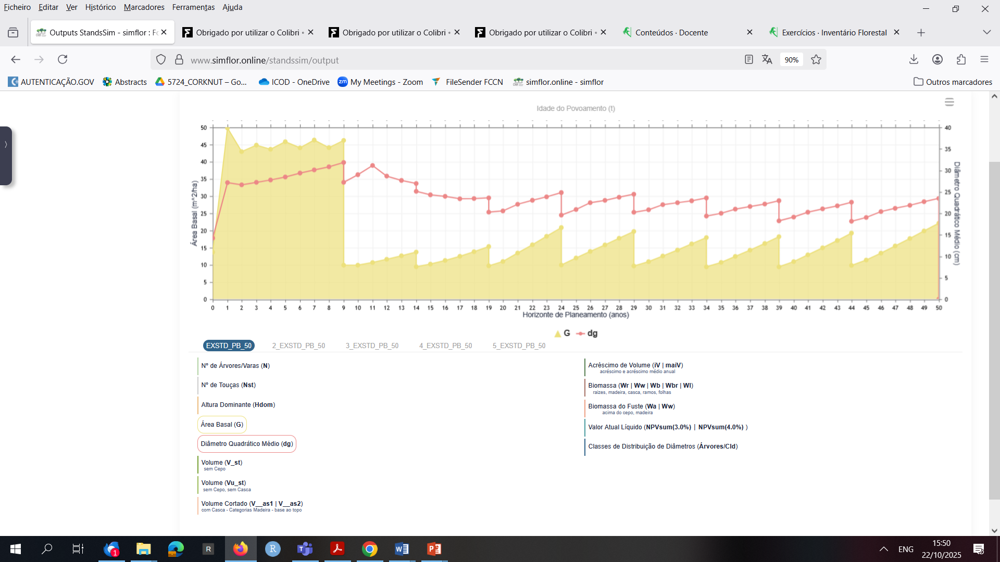 Ficheiro Editar Ver Histórico Marcadores Ferramentas Ajuda
Outputs StandsSim - simflor : Fo
Obrigado por utilizar o Colibri •
Obrigado por utilizar o Colibri •
Obrigado por utilizar o Colibri •
Conteúdos · Docente
Exercícios · Inventário Florestal
www.simflor.online/standssim/output
90%
AUTENTICAÇÃO.GOV
Abstracts
5724_CORKNUT – Go...
ICOD - OneDrive
zm My Meetings - Zoom
FileSender FCCN
simflor.online - simflor
Outros marcadores
Idade do Povoamento (t)
50 45 40 35 30 25 20 15 10 5 0
Área Basal (m^2/ha)
40 35 30 25 20 15 10 5 0
Diâmetro Quadrático Médio (cm)
0 1 2 3 4 5 6 7 8 9 10 11 12 13 14 15 16 17 18 19 20 21 22 23 24 25 26 27 28 29 30 31 32 33 34 35 36 37 38 39 40 41 42 43 44 45 46 47 48 49 50
Horizonte de Planeamento (anos)
G dg
EXSTD_PB_50 2_EXSTD_PB_50 3_EXSTD_PB_50 4_EXSTD_PB_50 5_EXSTD_PB_50
Nº de Árvores/Varas (N)
Nº de Touças (Nst)
Altura Dominante (Hdom)
Área Basal (G)
Diâmetro Quadrático Médio (dg)
Volume (V_st)
sem Cepo
Volume (Vu_st)
sem Cepo, sem Casca
Volume Cortado (V__as1 | V__as2)
com Casca - Categorias Madeira - base ao topo
Acréscimo de Volume (iV | maiV)
acréscimo e acréscimo médio anual
Biomassa (Wr | Ww | Wb | Wbr | Wl)
raizes, madeira, casca, ramos, folhas
Biomassa do Fuste (Wa | Ww)
acima do cepo, madeira
Valor Atual Líquido (NPVsum(3.0%) | NPVsum(4.0%) )
Classes de Distribuição de Diâmetros (Árvores/Cld)
1
R
R
ENG
15:50
22/10/2025